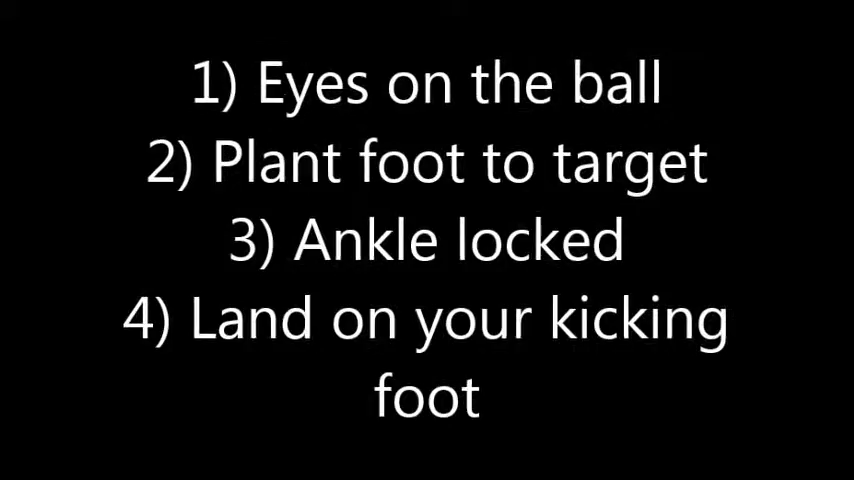 1) Eyes on the ball
2) Plant foot to target
3) Ankle locked
4) Land on your kicking
foot